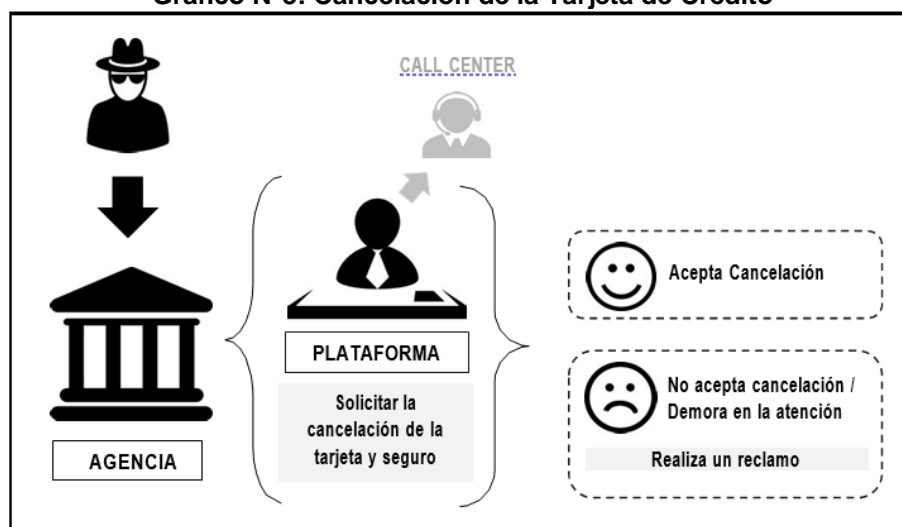 CALL CENTER
PLATAFORMA
Solicitar la
cancelación de la
tarjeta y seguro
AGENCIA
Acepta Cancelación
No acepta cancelación /
Demora en la atención
Realiza un reclamo